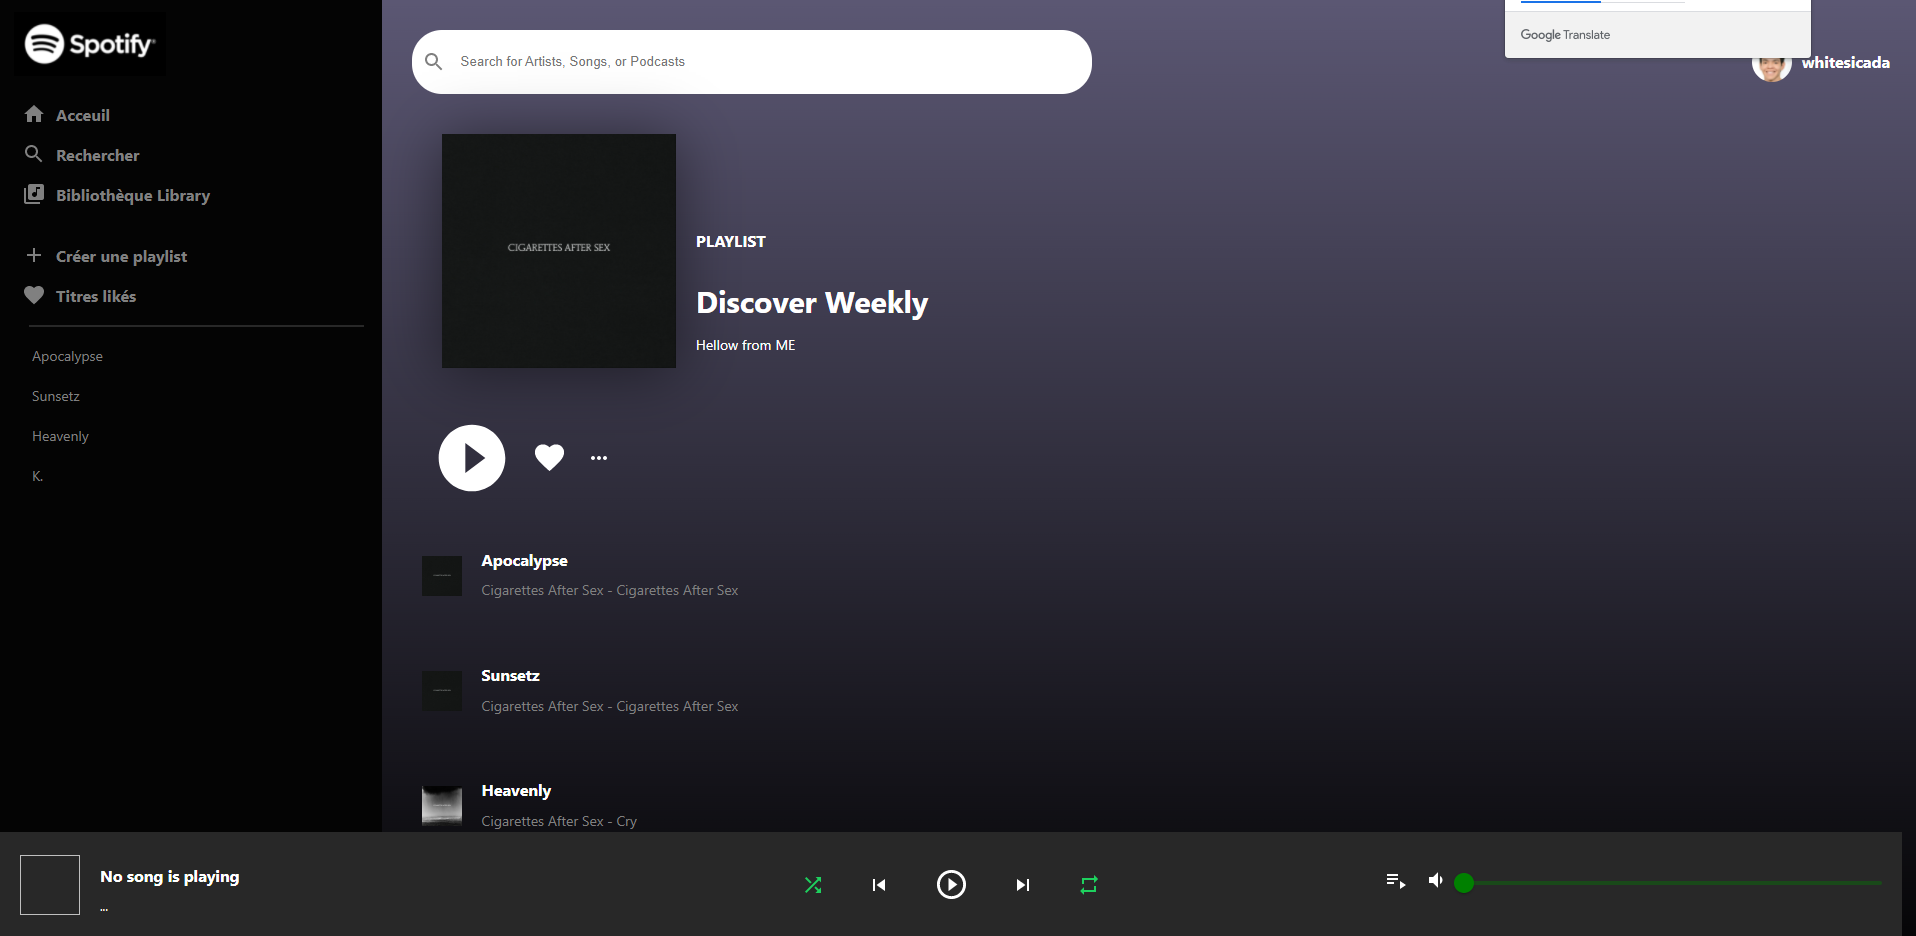 Spotify
Acceuil
Rechercher
Bibliothèque Library
Créer une playlist
Titres likés
Apocalypse
Sunsetz
Heavenly
K.
Search for Artists, Songs, or Podcasts
Google Translate
whitesicada
CIGARETTES AFTER SEX
PLAYLIST
Discover Weekly
Hellow from ME
Apocalypse
Cigarettes After Sex - Cigarettes After Sex
Sunsetz
Cigarettes After Sex - Cigarettes After Sex
Heavenly
Cigarettes After Sex - Cry
No song is playing
...